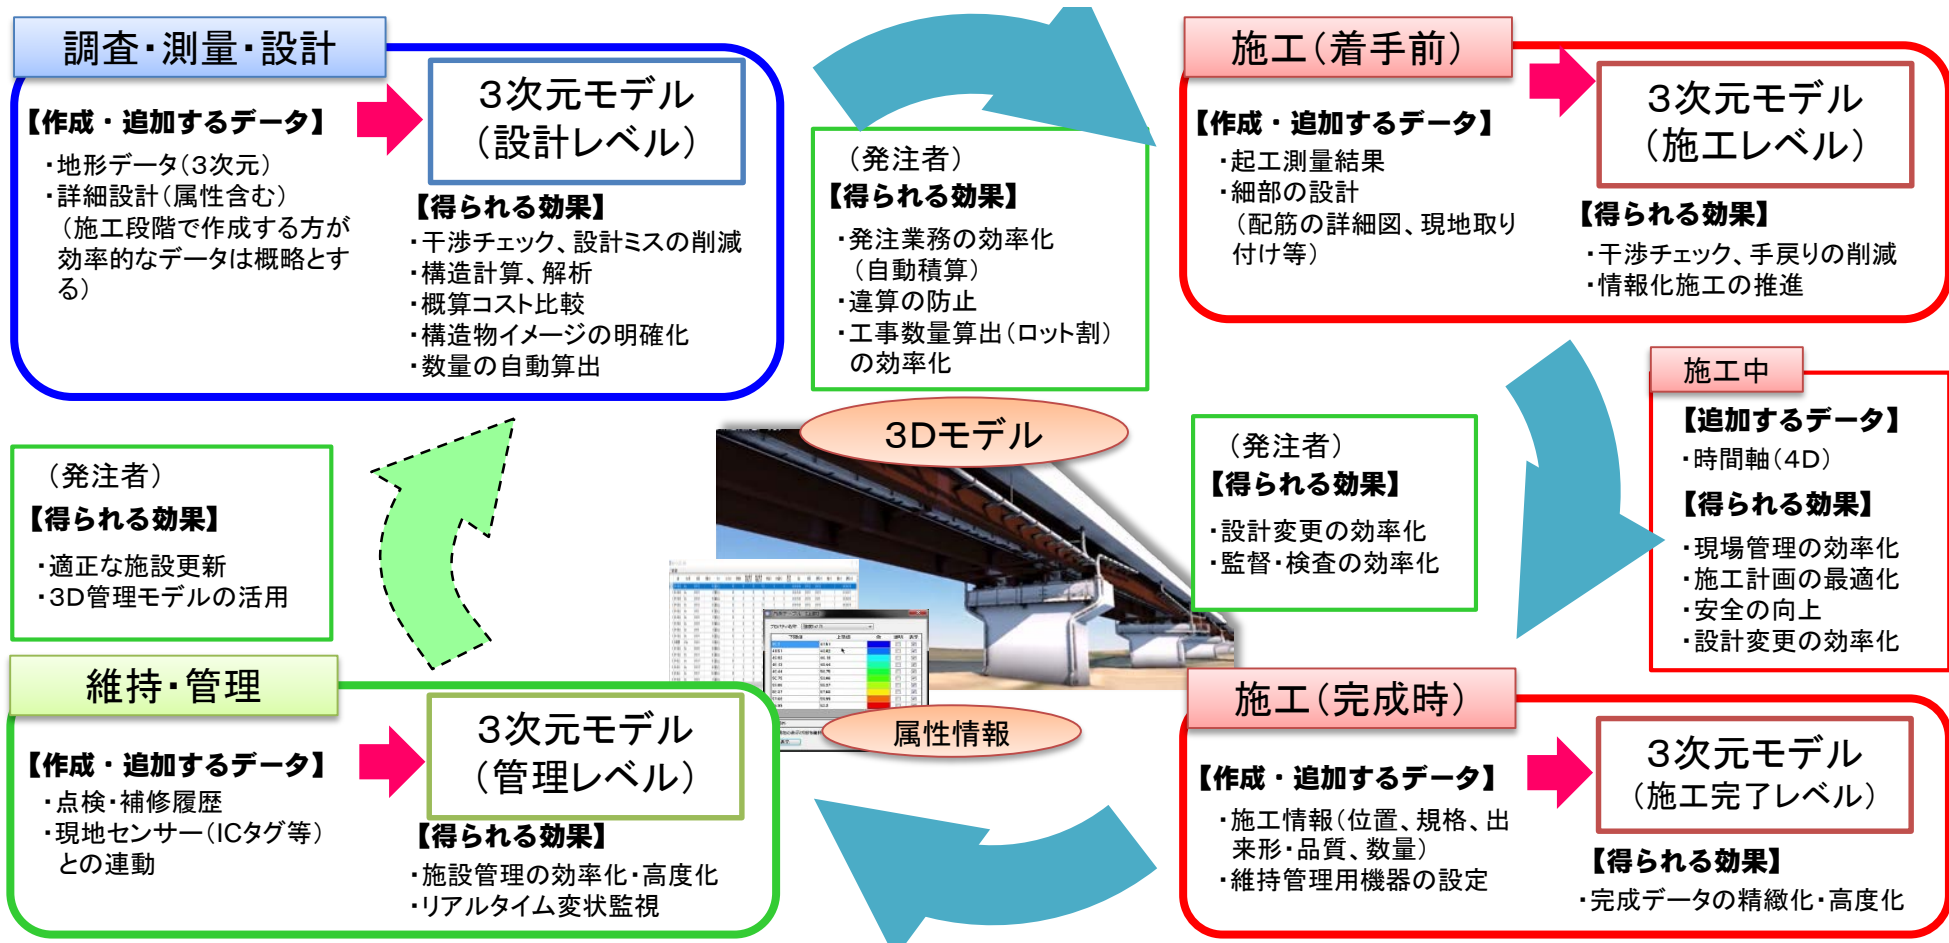 調査・測量・設計
【作成・追加するデータ】
・地形データ(3次元)
・詳細設計(属性含む)
(施工段階で作成する方が
効率的なデータは概略とす
る)
3次元モデル
(設計レベル)
【得られる効果】
・干渉チェック、設計ミスの削減
・構造計算、解析
・概算コスト比較
・構造物イメージの明確化
・数量の自動算出
(発注者)
【得られる効果】
・発注業務の効率化
(自動積算)
・違算の防止
・工事数量算出(ロット割)
の効率化
施工(着手前)
【作成・追加するデータ】
・起工測量結果
・細部の設計
(配筋の詳細図、現地取り
付け等)
3次元モデル
(施工レベル)
【得られる効果】
・干渉チェック、手戻りの削減
・情報化施工の推進
施工中
【追加するデータ】
・時間軸(4D)
【得られる効果】
・現場管理の効率化
・施工計画の最適化
・安全の向上
・設計変更の効率化
(発注者)
【得られる効果】
・設計変更の効率化
・監督・検査の効率化
3Dモデル
属性情報
(発注者)
【得られる効果】
・適正な施設更新
・3D管理モデルの活用
維持・管理
【作成・追加するデータ】
・点検・補修履歴
・現地センサー(ICタグ等)
との連動
3次元モデル
(管理レベル)
【得られる効果】
・施設管理の効率化・高度化
・リアルタイム変状監視
施工(完成時)
【作成・追加するデータ】
・施工情報(位置、規格、出
来形・品質、数量)
・維持管理用機器の設定
3次元モデル
(施工完了レベル)
【得られる効果】
・完成データの精緻化・高度化